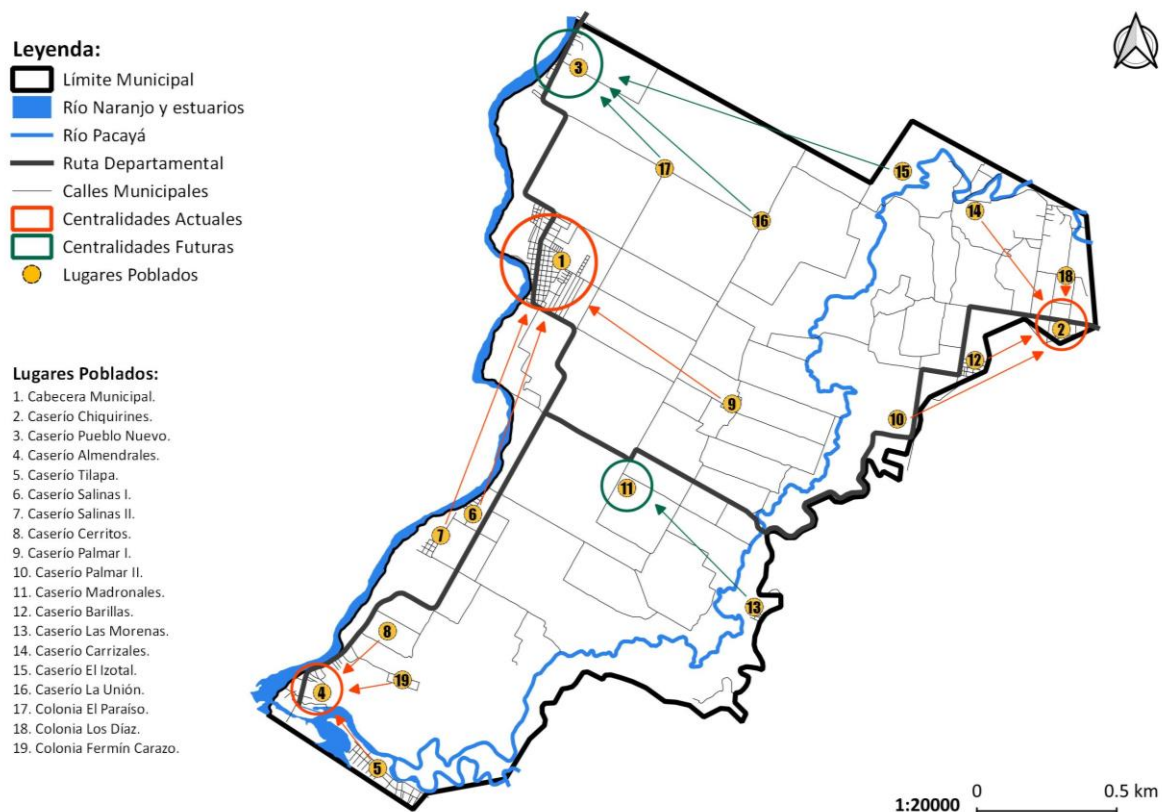 Leyenda:
Límite Municipal
Río Naranjo y estuarios
Río Pacayá
Ruta Departamental
Calles Municipales
Centralidades Actuales
Centralidades Futuras
Lugares Poblados
Lugares Poblados:
1. Cabecera Municipal.
2. Caserío Chiquirines.
3. Caserío Pueblo Nuevo.
4. Caserío Almendrales.
5. Caserío Tilapa.
6. Caserío Salinas I.
7. Caserío Salinas II.
8. Caserío Cerritos.
9. Caserío Palmar I.
10. Caserío Palmar II.
11. Caserío Madronales.
12. Caserío Barillas.
13. Caserío Las Morenas.
14. Caserío Carrizales.
15. Caserío El Izotal.
16. Caserío La Unión.
17. Colonia El Paraíso.
18. Colonia Los Díaz.
19. Colonia Fermín Carazo.
3
17
15
16
14
1
18
2
12
9
10
11
6
7
13
8
19
4
5
0 0.5 km
1:20000